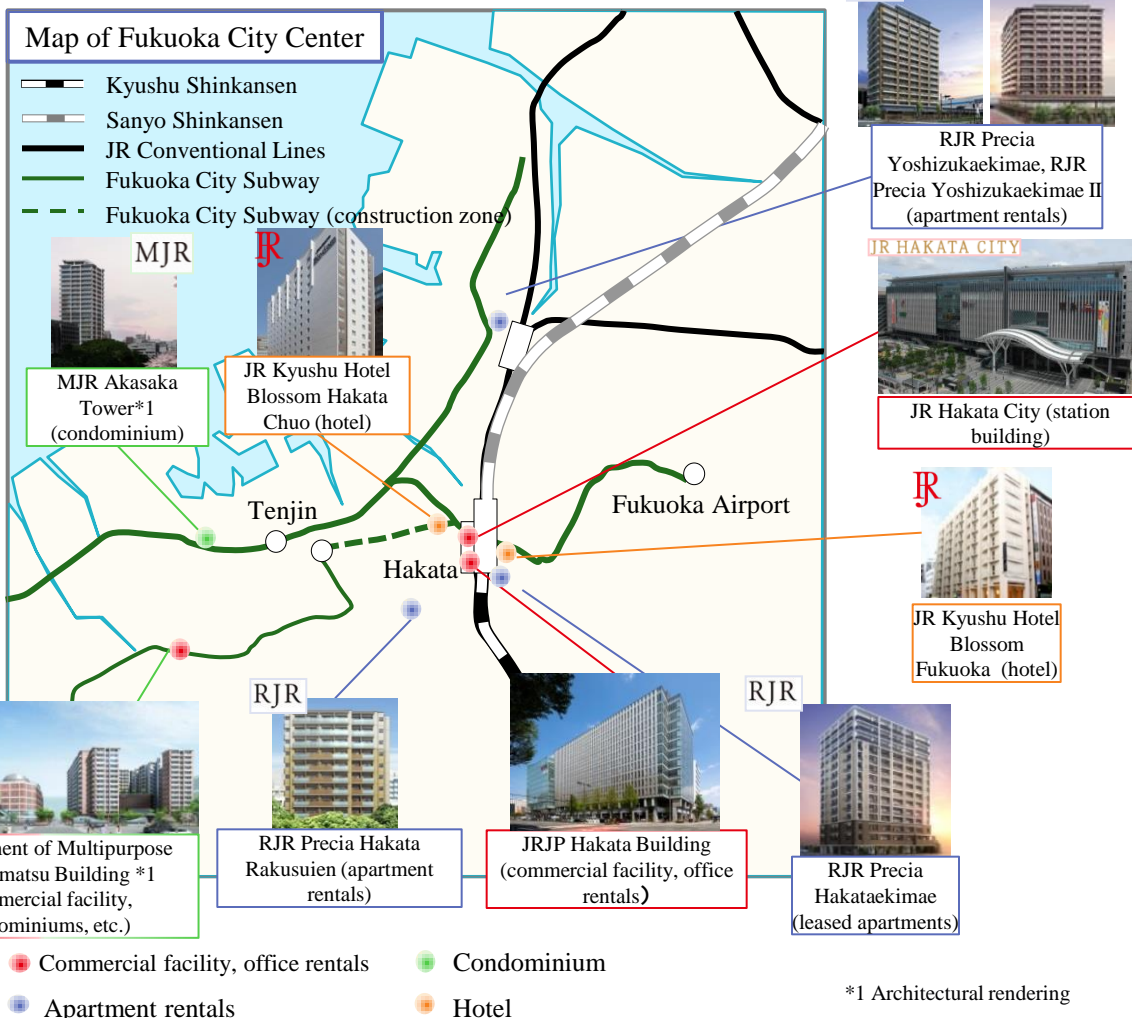 Map of Fukuoka City Center
Kyushu Shinkansen
Sanyo Shinkansen
JR Conventional Lines
Fukuoka City Subway
Fukuoka City Subway (construction zone)
RJR Precia
Yoshizukaekimae, RJR
Precia Yoshizukaekimae II
(apartment rentals)
MJR
JR
JR HAKATA CITY
MJR Akasaka
Tower*1
(condominium)
JR Kyushu Hotel
Blossom Hakata
Chuo (hotel)
JR Hakata City (station
building)
Tenjin
Fukuoka Airport
Hakata
JR
JR Kyushu Hotel
Blossom
Fukuoka (hotel)
RJR
RJR
ment of Multipurpose
matsu Building *1
mercial facility,
ominiums, etc.)
RJR Precia Hakata
Rakusuien (apartment
rentals)
JRJP Hakata Building
(commercial facility, office
rentals)
RJR Precia
Hakataekimae
(leased apartments)
Commercial facility, office rentals
Condominium
Apartment rentals
Hotel
*1 Architectural rendering